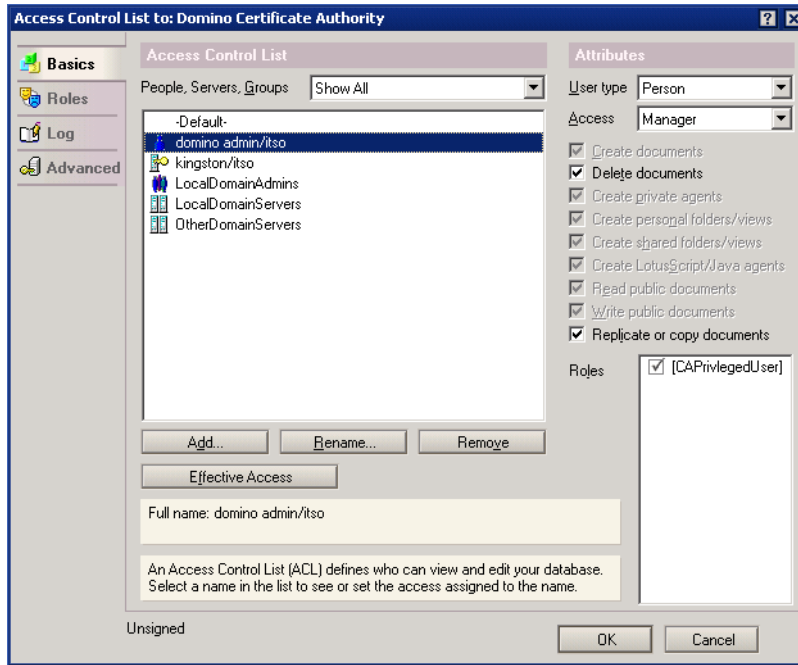 Access Control List to: Domino Certificate Authority
Basics
Roles
Log
Advanced
Access Control List
People, Servers, Groups
Show All
-Default-
domino admin/itso
kingston/itso
LocalDomainAdmins
LocalDomainServers
OtherDomainServers
Add...
Rename...
Remove
Effective Access
Full name: domino admin/itso
An Access Control List (ACL) defines who can view and edit your database.
Select a name in the list to see or set the access assigned to the name.
Attributes
User type
Person
Access
Manager
Create documents
Delete documents
Create private agents
Create personal folders/views
Create shared folders/views
Create LotusScript/Java agents
Read public documents
Write public documents
Replicate or copy documents
Roles
[CAPrivlegedUser]
Unsigned
OK
Cancel